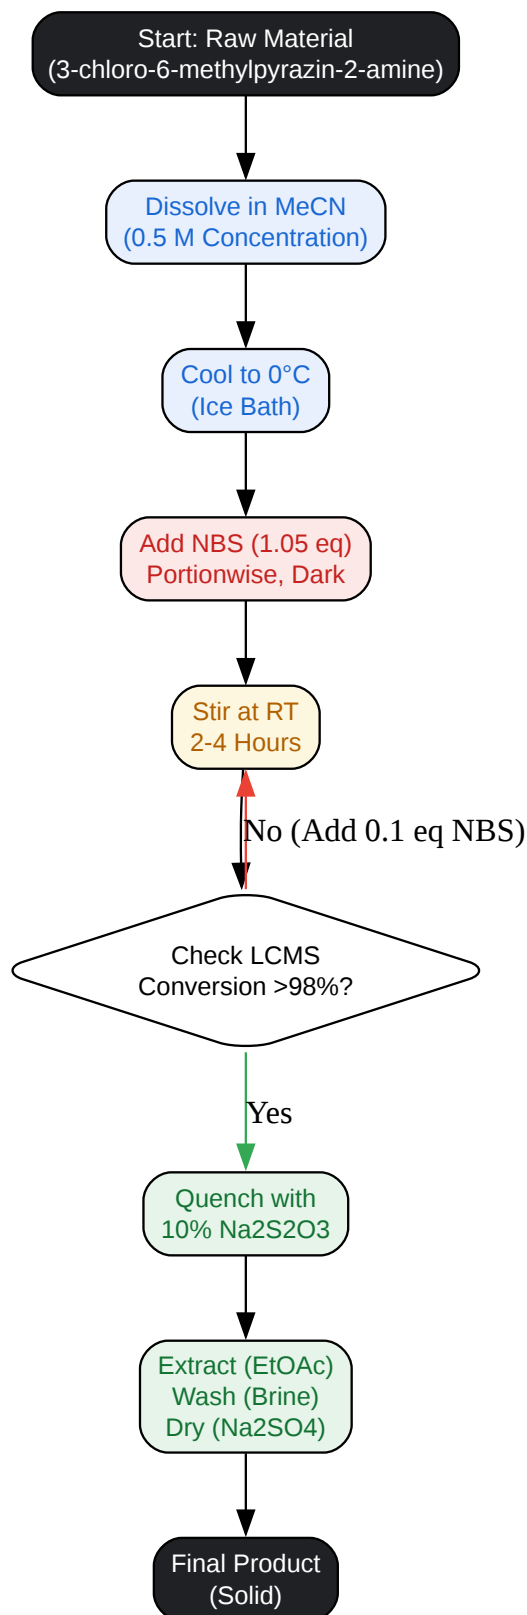 Start: Raw Material
(3-chloro-6-methylpyrazin-2-amine)
Dissolve in MeCN
(0.5 M Concentration)
Cool to 0°C
(Ice Bath)
Add NBS (1.05 eq)
Portionwise, Dark
Stir at RT
2-4 Hours
No (Add 0.1 eq NBS)
Check LCMS
Conversion >98%?
Yes
Quench with
10% Na2S2O3
Extract (EtOAc)
Wash (Brine)
Dry (Na2SO4)
Final Product
(Solid)